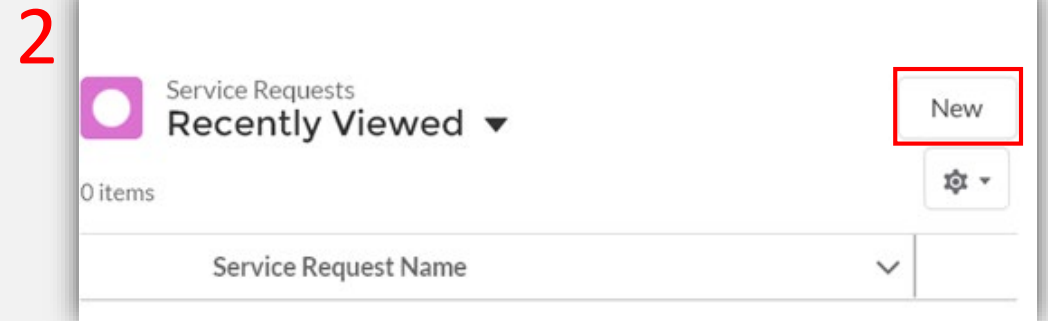 2
Service Requests
Recently Viewed
New
0 items
Service Request Name